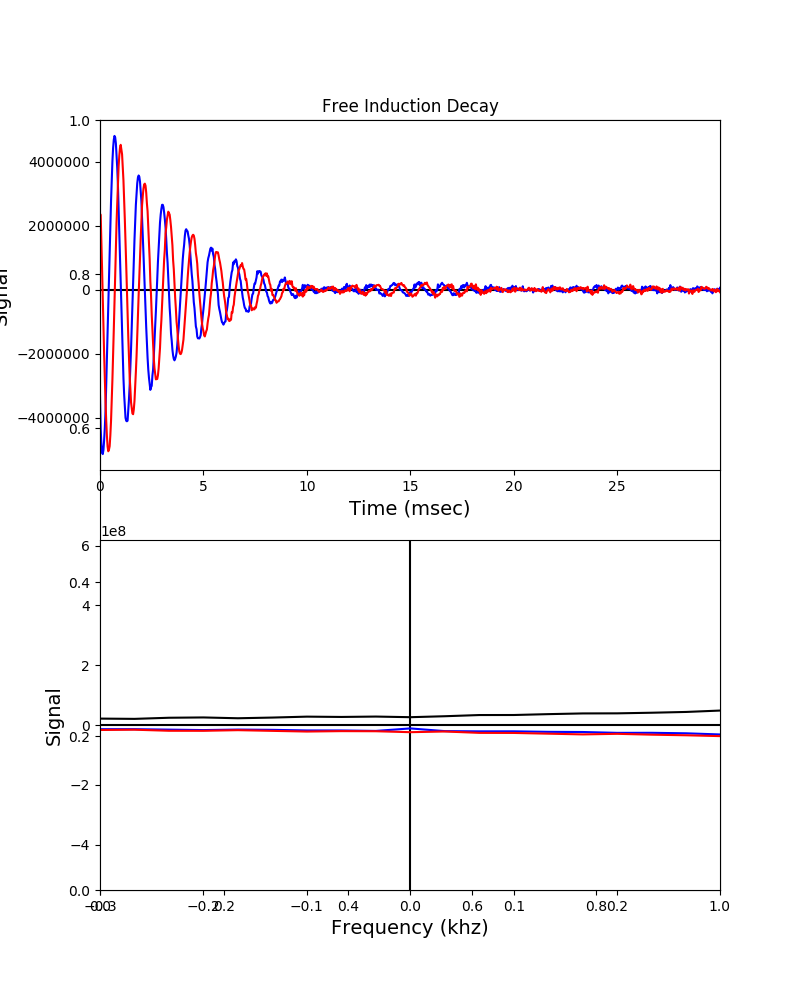 Free Induction Decay
1.0
4000000
2000000
0.8
0
Signal
−2000000
−4000000
0.6
0 5 10 15 20 25
Time (msec)
1e8
6
0.4
4
2
0
0.2
Signal
−2
−4
0.0
0.0 −0.3 −0.2 0.2 −0.1 0.4 0.0 0.6 0.1 0.8 0.2 1.0
Frequency (khz)